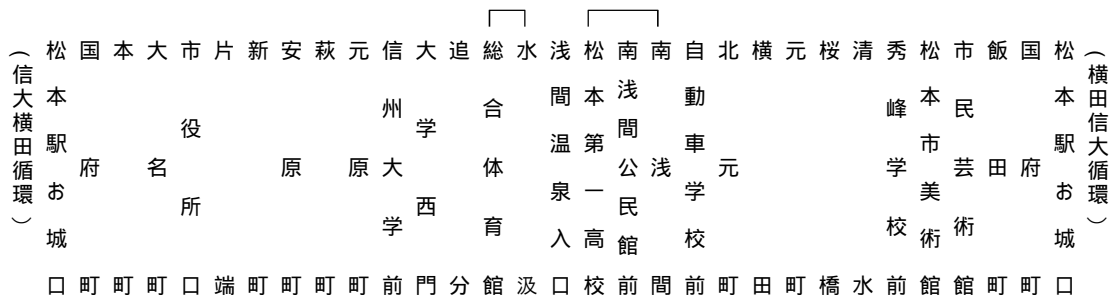 （信大横田循環）
松本駅お城口
国府町
本町
大名町
市役所口
片端
新町
安原町
萩町
元原町
信州大学前
大学西門
追分
総合体育館
水汲
浅間温泉入口
松本第一高校
南浅間公民館前
南浅間
自動車学校前
北元町
横田
元町
桜橋
清水
秀峰学校前
松本市美術館
市民芸術館
飯田町
国府町
松本駅お城口
（横田信大循環）